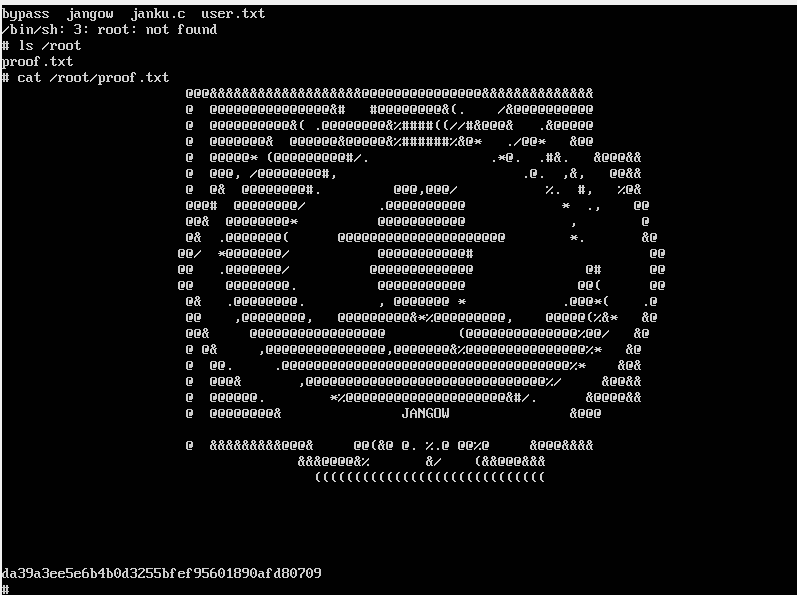 bypass  jangow  janku.c  user.txt
/bin/sh: 3: root: not found
# ls /root
proof.txt
# cat /root/proof.txt
JANGOW
da39a3ee5e6b4b0d3255bfef95601890afd80709
#